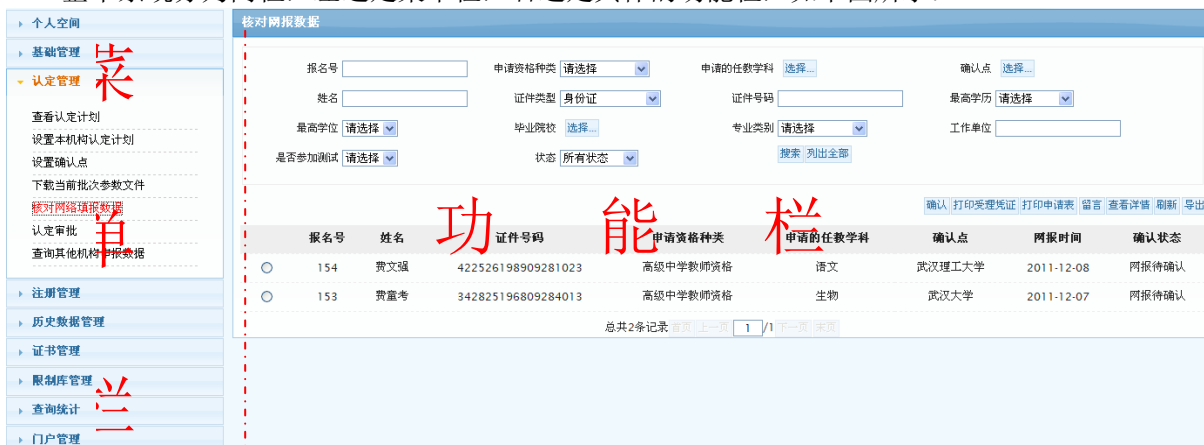 个人空间
基础管理
认定管理
查看认定计划
设置本机构认定计划
设置确认点
下载当前批次参数文件
核对网络填报数据
认定审批
查询其他机构申报数据
注册管理
历史数据管理
证书管理
限制库管理
查询统计
门户管理
菜
单
栏
核对网报数据
报名号 申请资格种类 请选择 申请的任教学科 选择... 确认点 选择...
姓名 证件类型 身份证 证件号码 最高学历 请选择
最高学位 请选择 毕业院校 选择... 专业类别 请选择 工作单位
是否参加测试 请选择 状态 所有状态 搜索 列出全部
功能栏
确认 打印受理凭证 打印申请表 留言 查看详情 刷新 导出
报名号 姓名 证件号码 申请资格种类 申请的任教学科 确认点 网报时间 确认状态
154 费文强 422526198909281023 高级中学教师资格 语文 武汉理工大学 2011-12-08 网报待确认
153 费童考 342825196809284013 高级中学教师资格 生物 武汉大学 2011-12-07 网报待确认
总共2条记录 首页 上一页 1 /1 下一页 末页